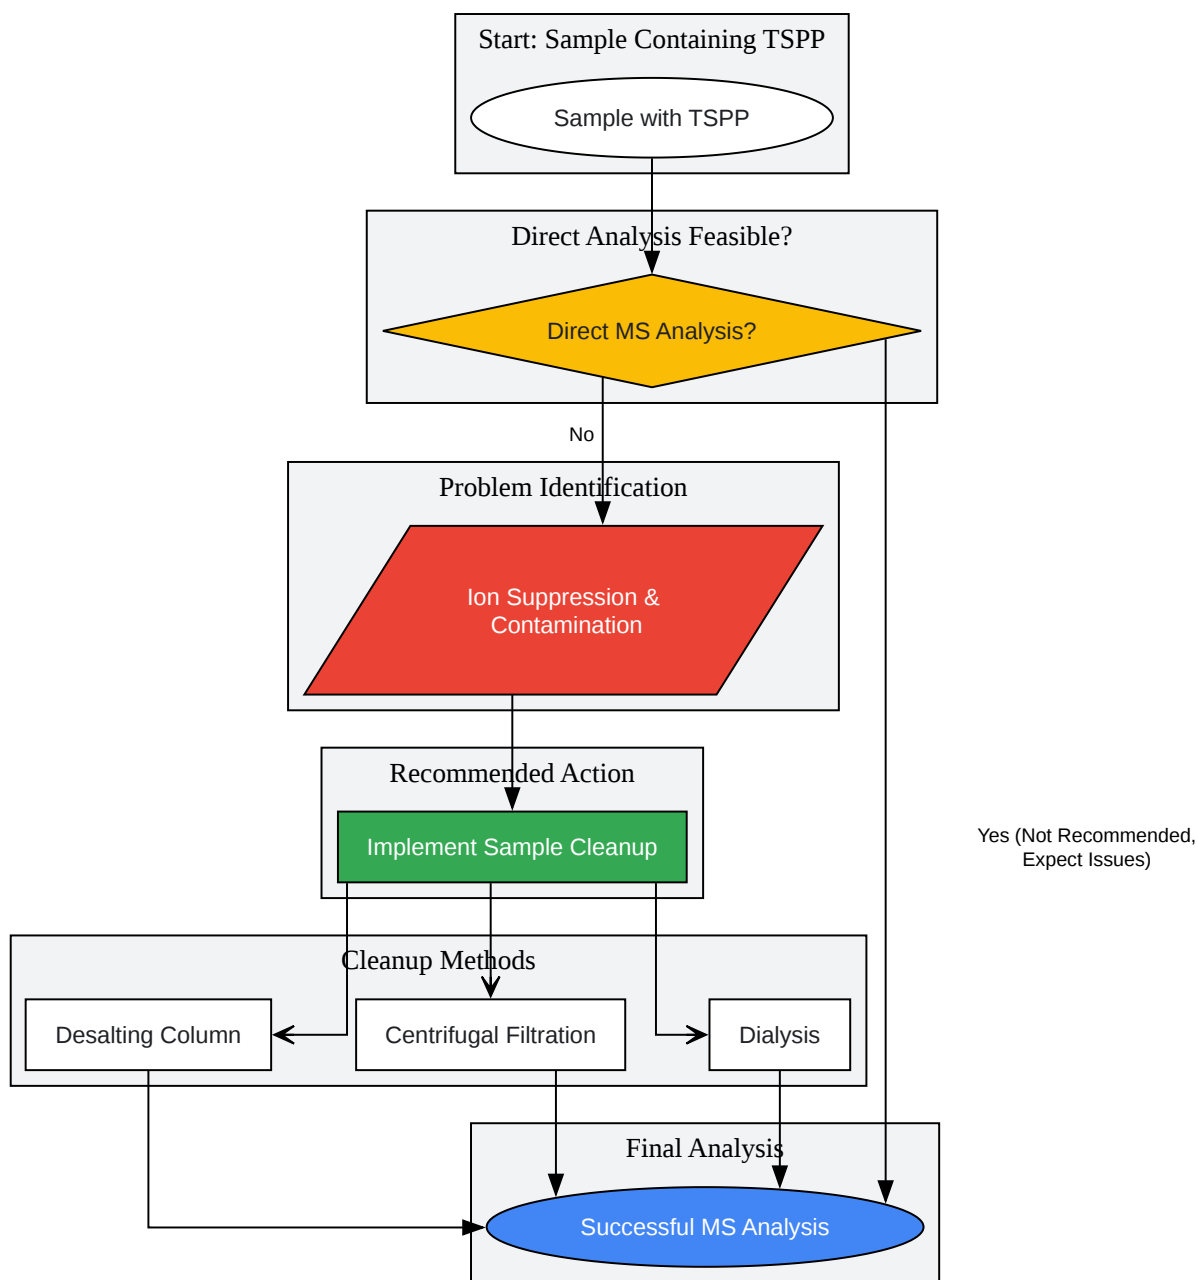 Start: Sample Containing TSPP
Sample with TSPP
Direct Analysis Feasible?
Direct MS Analysis?
No
Problem Identification
Ion Suppression &
Contamination
Recommended Action
Implement Sample Cleanup
Yes (Not Recommended,
Expect Issues)
Cleanup Methods
Desalting Column
Centrifugal Filtration
Dialysis
Final Analysis
Successful MS Analysis